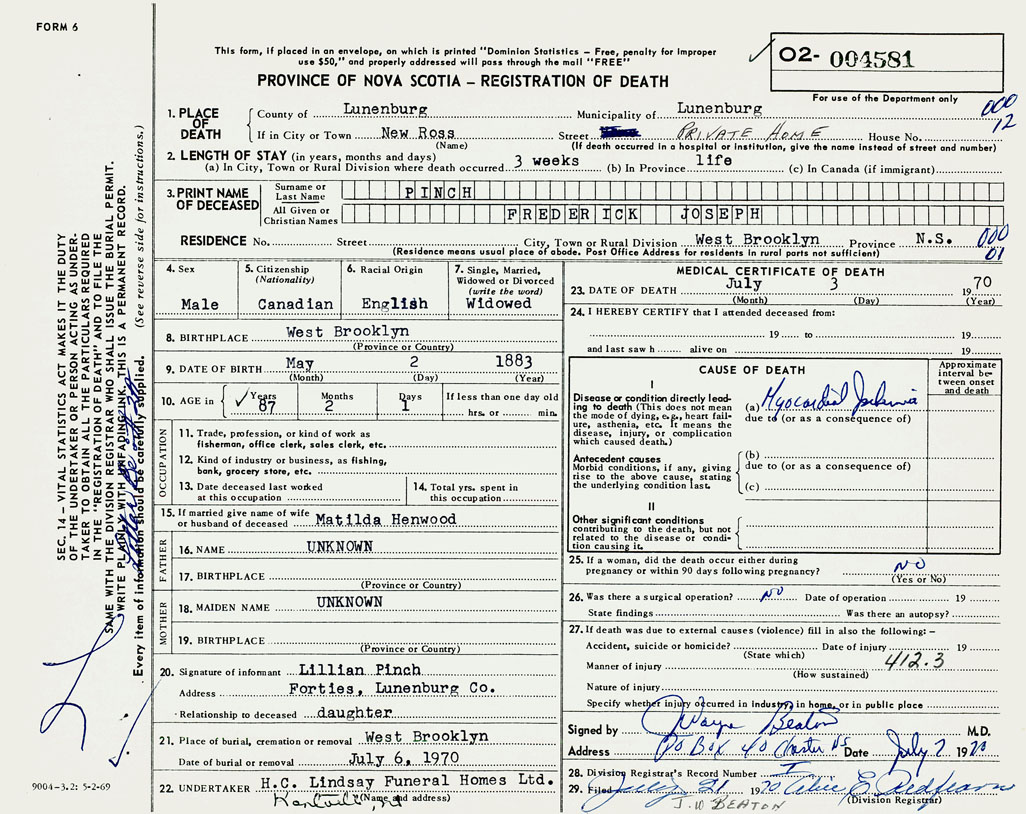 FORM 6
This form, if placed in an envelope, on which is printed "Dominion Statistics – Free, penalty for improper
use $50," and properly addressed will pass through the mail "FREE"
PROVINCE OF NOVA SCOTIA – REGISTRATION OF DEATH
O2- 004581
For use of the Department only
000
12
1. PLACE OF DEATH
County of Lunenburg Municipality of Lunenburg
If in City or Town New Ross Street PRIVATE HOME House No.
(Name) (If death occurred in a hospital or institution, give the name instead of street and number)
2. LENGTH OF STAY (in years, months and days)
(a) In City, Town or Rural Division where death occurred 3 weeks (b) In Province life (c) In Canada (if immigrant)
3. PRINT NAME OF DECEASED
Surname or Last Name PINCH
All Given or Christian Names FREDERICK JOSEPH
RESIDENCE No. Street City, Town or Rural Division West Brooklyn Province N.S. 000
(Residence means usual place of abode. Post Office Address for residents in rural parts not sufficient) 01
4. Sex
Male
5. Citizenship
(Nationality)
Canadian
6. Racial Origin
English
7. Single, Married,
Widowed or Divorced
(write the word)
Widowed
8. BIRTHPLACE West Brooklyn
(Province or Country)
9. DATE OF BIRTH May 2 1883
(Month) (Day) (Year)
10. AGE in
Years Months Days If less than one day old
87 2 1 hrs. or min.
OCCUPATION
11. Trade, profession, or kind of work as
fisherman, office clerk, sales clerk, etc.
12. Kind of industry or business, as fishing,
bank, grocery store, etc.
13. Date deceased last worked
at this occupation
14. Total yrs. spent in
this occupation
15. If married give name of wife
or husband of deceased Matilda Henwood
FATHER
16. NAME UNKNOWN
17. BIRTHPLACE
(Province or Country)
MOTHER
18. MAIDEN NAME UNKNOWN
19. BIRTHPLACE
(Province or Country)
20. Signature of informant Lillian Pinch
Address Forties, Lunenburg Co.
Relationship to deceased daughter
21. Place of burial, cremation or removal West Brooklyn
Date of burial or removal July 6, 1970
22. UNDERTAKER H.C. Lindsay Funeral Homes Ltd.
(Name and address)
MEDICAL CERTIFICATE OF DEATH
23. DATE OF DEATH July 3 1970
(Month) (Day) (Year)
24. I HEREBY CERTIFY that I attended deceased from:
19 to 19
and last saw h alive on 19
CAUSE OF DEATH
Approximate
interval be-
tween onset
and death
I
Disease or condition directly lead-
ing to death (This does not mean
the mode of dying, e.g., heart fail-
ure, asthenia, etc. It means the
disease, injury, or complication
which caused death.)
(a) Myocardial Ischemia
due to (or as a consequence of)
Antecedent causes
Morbid conditions, if any, giving
rise to the above cause, stating
the underlying condition last.
(b)
due to (or as a consequence of)
(c)
II
Other significant conditions
contributing to the death, but not
related to the disease or condi-
tion causing it.
25. If a woman, did the death occur either during
pregnancy or within 90 days following pregnancy? NO
(Yes or No)
26. Was there a surgical operation? NO Date of operation 19
State findings Was there an autopsy?
27. If death was due to external causes (violence) fill in also the following: –
Accident, suicide or homicide? Date of injury 19
(State which)
Manner of injury 412.3
(How sustained)
Nature of injury
Specify whether injury occurred in industry, in home, or in public place
Signed by J Wayne Beaton M.D.
Address PO Box 40 Chester NS Date July 7 1970
28. Division Registrar's Record Number
29. Filed July 21 1970
J.W BEATON (Division Registrar)
SEC. 14 – VITAL STATISTICS ACT MAKES IT THE DUTY
OF THE UNDERTAKER OR PERSON ACTING AS UNDER-
TAKER TO OBTAIN ALL THE PARTICULARS REQUIRED
IN THE "REGISTRATION OF DEATH" AND TO FILE THE
SAME WITH THE DIVISION REGISTRAR WHO SHALL ISSUE THE BURIAL PERMIT.
WRITE PLAINLY WITH UNFADING INK. THIS IS A PERMANENT RECORD.
Every item of information should be carefully supplied. (See reverse side for instructions.)
9004-3.2: 5-2-69